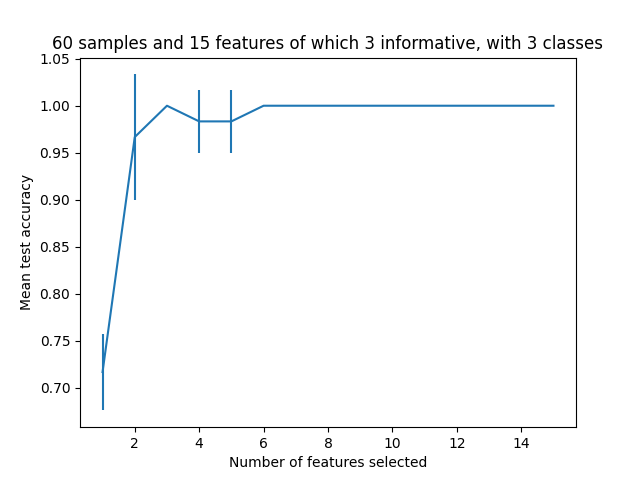 60 samples and 15 features of which 3 informative, with 3 classes
1.05
1.00
0.95
0.90
0.85
0.80
0.75
0.70
Mean test accuracy
2 4 6 8 10 12 14
Number of features selected